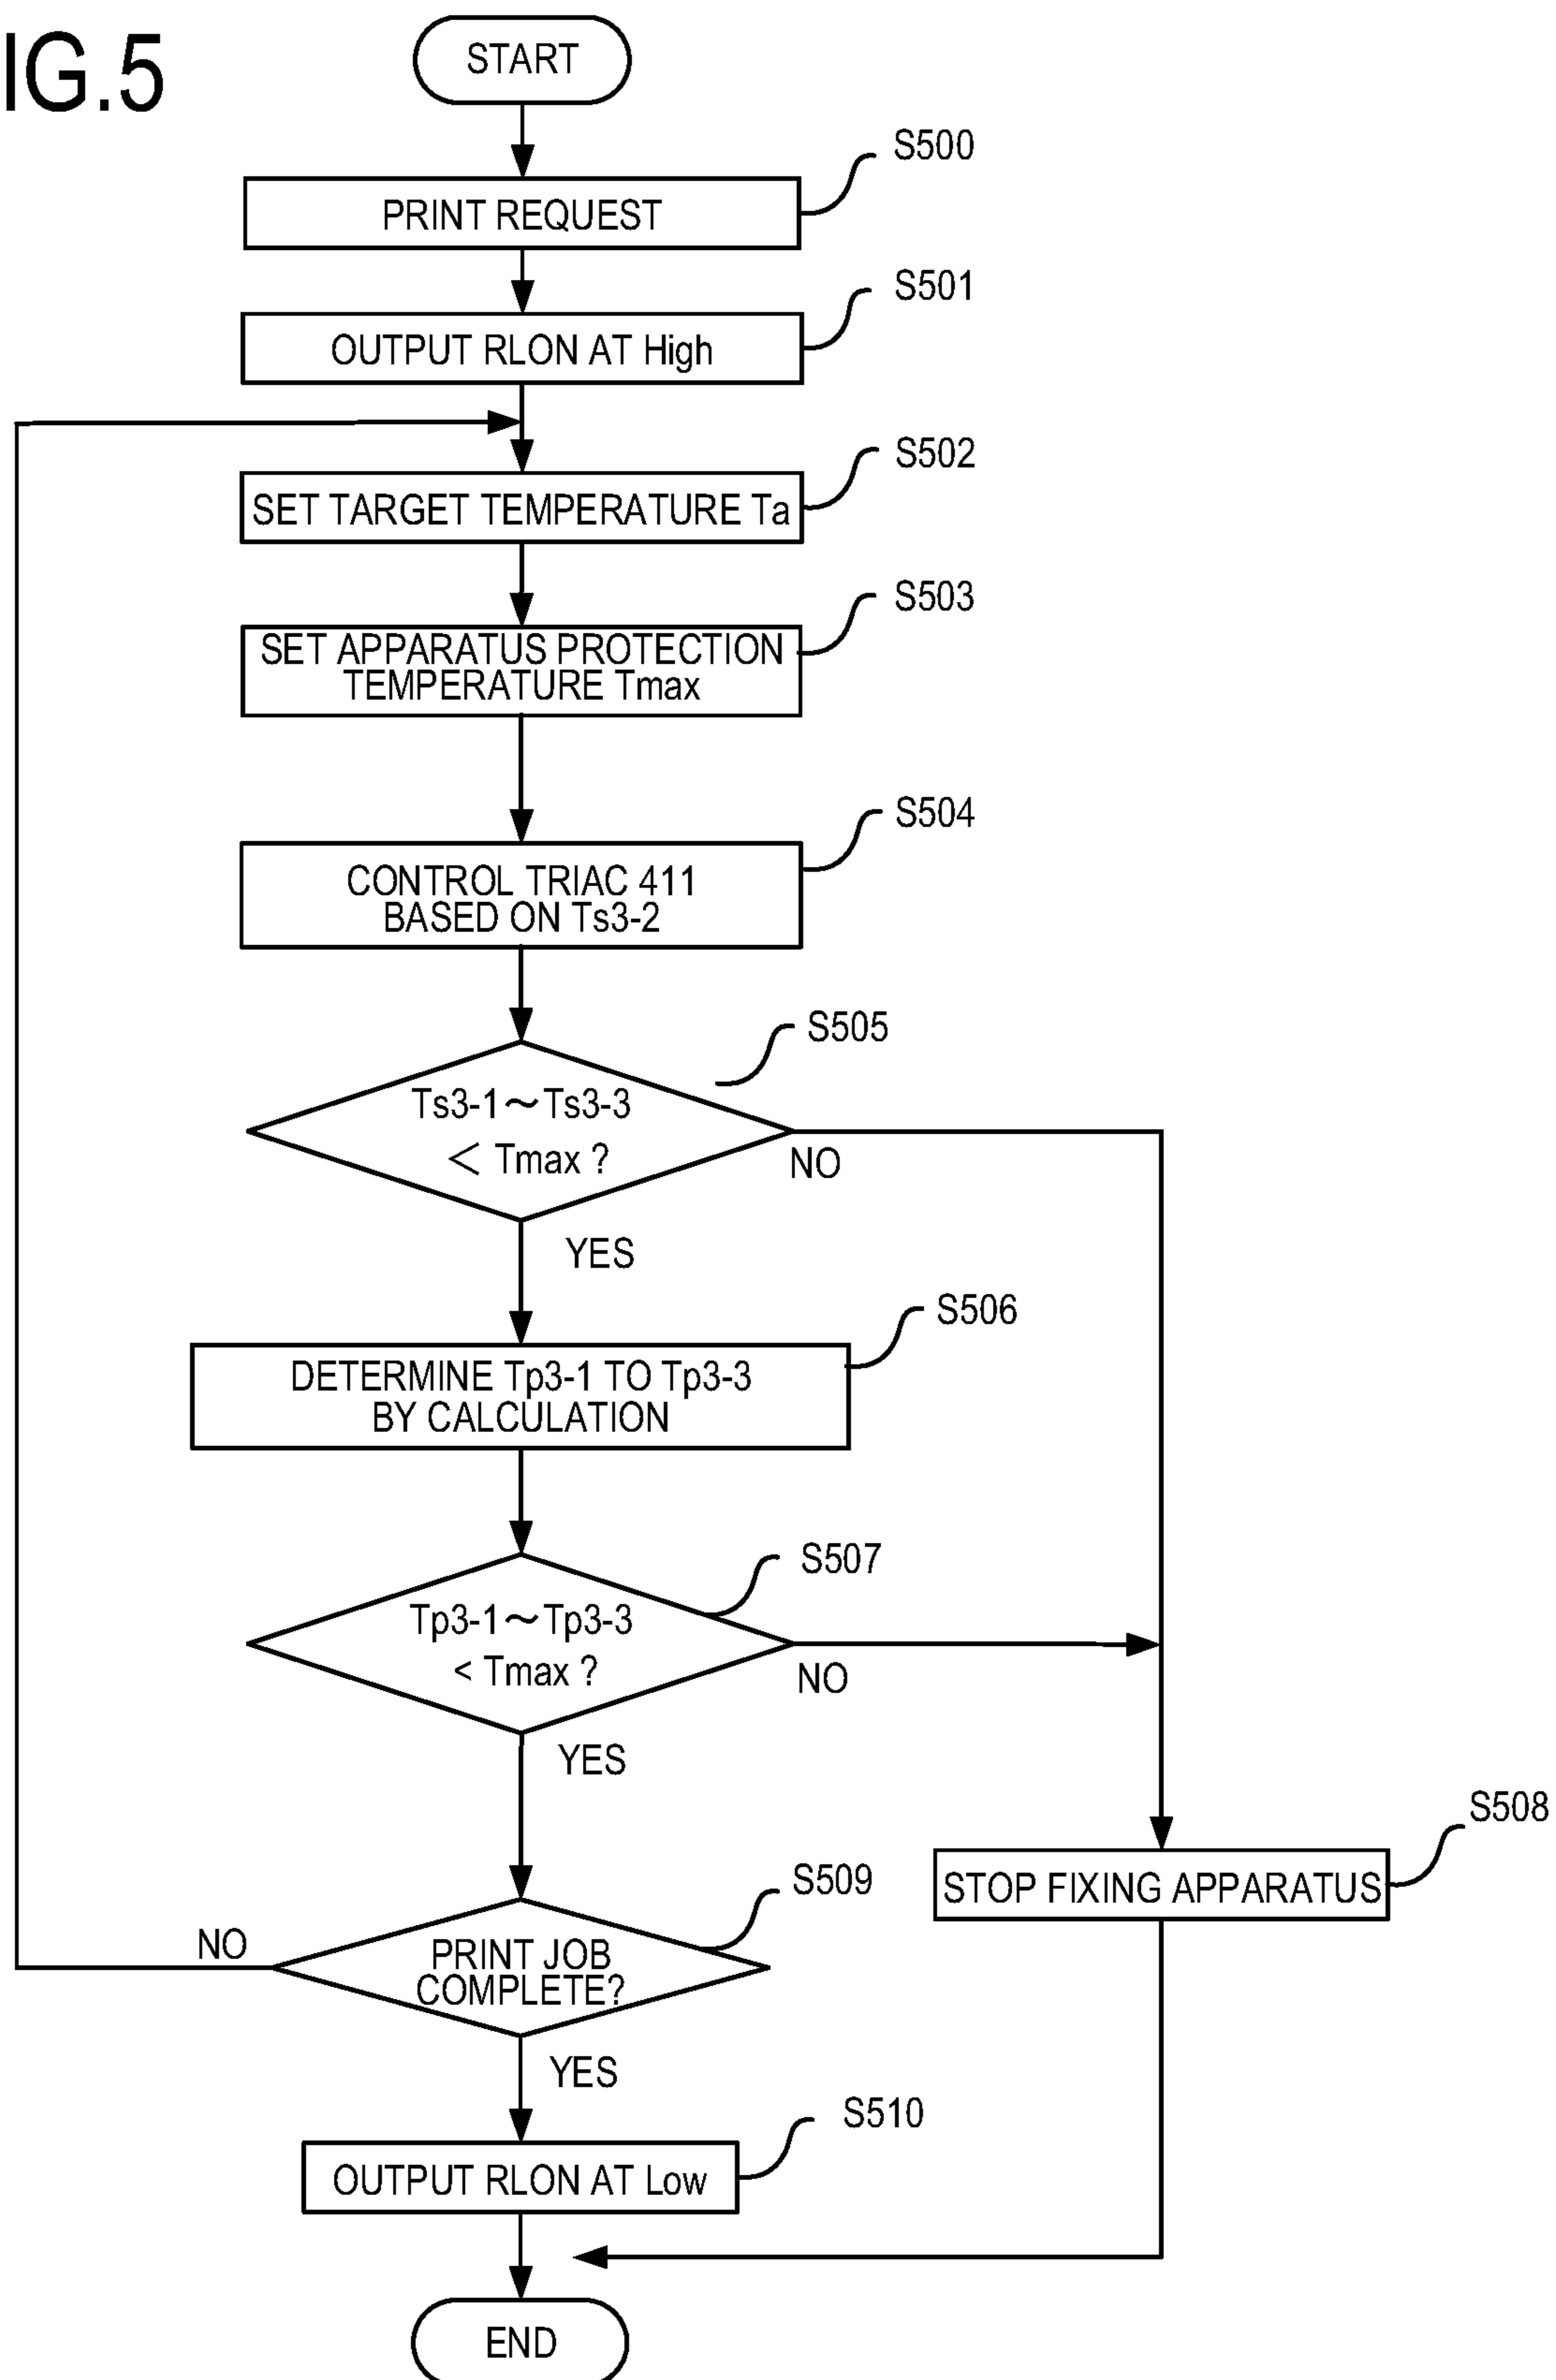 IG.5
START
S500
PRINT REQUEST
S501
OUTPUT RLON AT High
S502
SET TARGET TEMPERATURE Ta
S503
SET APPARATUS PROTECTION
TEMPERATURE Tmax
S504
CONTROL TRIAC 411
BASED ON Ts3-2
S505
Ts3-1～Ts3-3
＜ Tmax ?
NO
YES
S506
DETERMINE Tp3-1 TO Tp3-3
BY CALCULATION
S507
Tp3-1～Tp3-3
< Tmax ?
NO
YES
S508
STOP FIXING APPARATUS
S509
NO
PRINT JOB
COMPLETE?
YES
S510
OUTPUT RLON AT Low
END